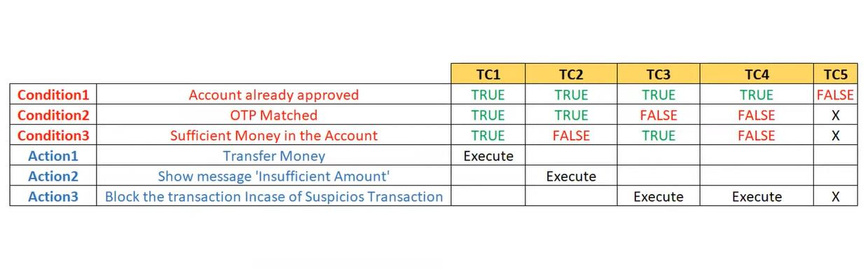 TC1 TC2 TC3 TC4 TC5
Condition1 Account already approved TRUE TRUE TRUE TRUE FALSE
Condition2 OTP Matched TRUE TRUE FALSE FALSE X
Condition3 Sufficient Money in the Account TRUE FALSE TRUE FALSE X
Action1 Transfer Money Execute
Action2 Show message 'Insufficient Amount' Execute
Action3 Block the transaction Incase of Suspicios Transaction Execute Execute X